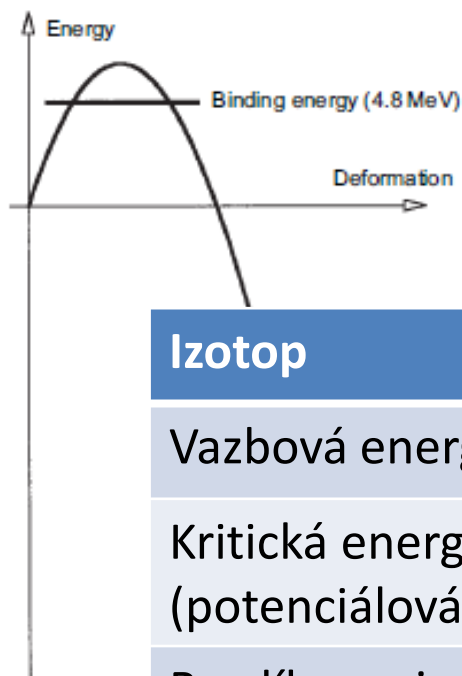 Energy
Binding energy (4.8 MeV)
Deformation
Izotop
Vazbová energ
Kritická energ
(potenciálová